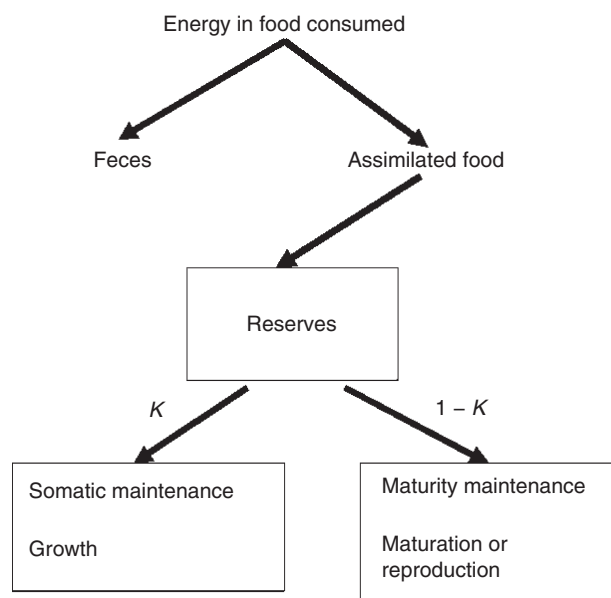 Energy in food consumed
Feces
Assimilated food
Reserves
K
1 – K
Somatic maintenance
Growth
Maturity maintenance
Maturation or
reproduction